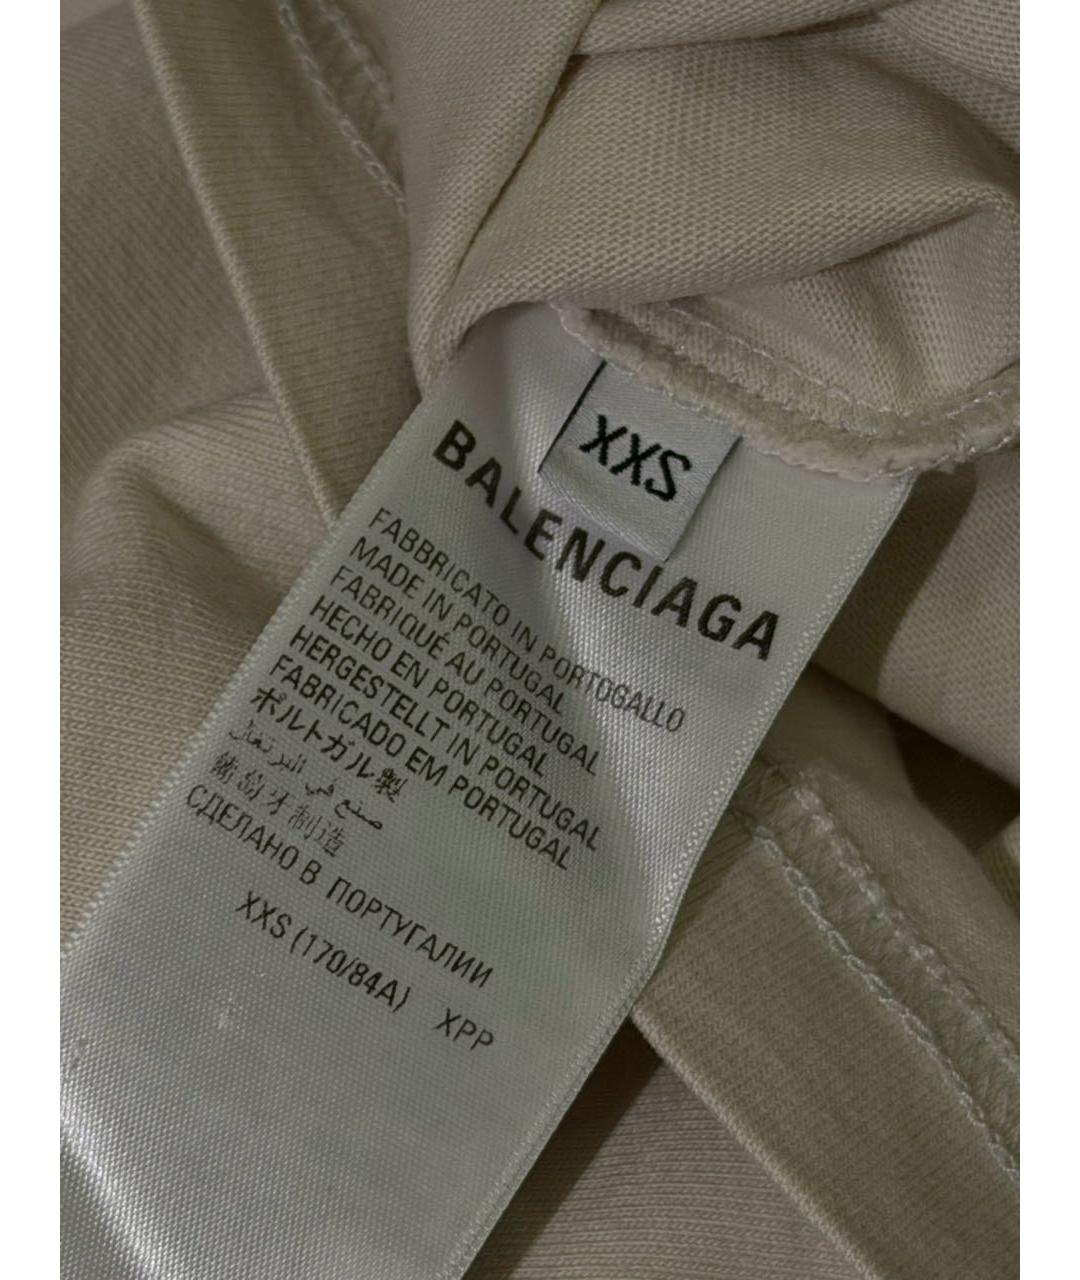 XXS
BALENCIAGA
FABBRICATO IN PORTOGALLO
MADE IN PORTUGAL
FABRIQUÉ AU PORTUGAL
HECHO EN PORTUGAL
HERGESTELLT IN PORTUGAL
FABRICADO EM PORTUGAL
ポルトガル製
صنع في البرتغال
葡萄牙制造
СДЕЛАНО В ПОРТУГАЛИИ
XXS (170/84A) XPP